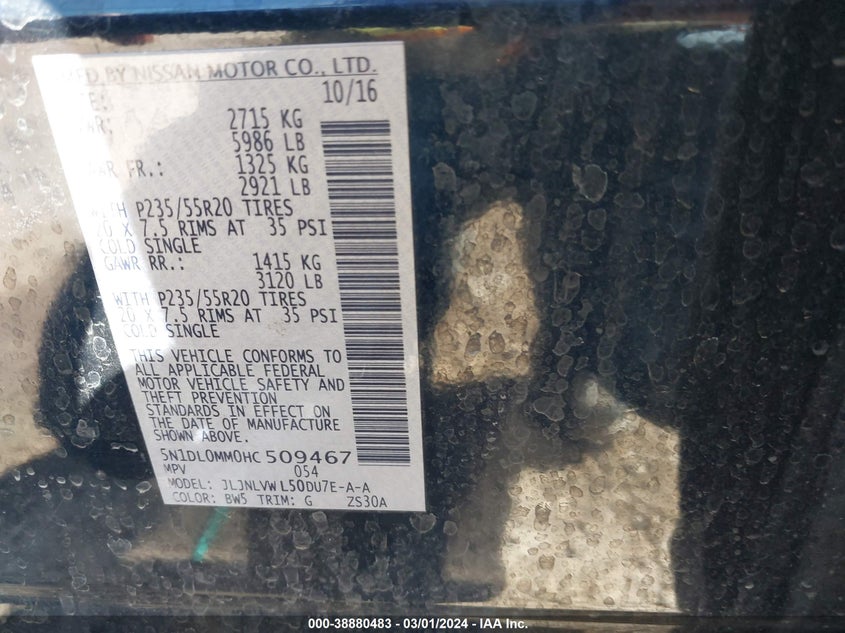 MFD BY NISSAN MOTOR CO., LTD.
10/16
2715 KG
5986 LB
FR.: 1325 KG
2921 LB
WITH P235/55R20 TIRES
20 X 7.5 RIMS AT 35 PSI
COLD SINGLE
GAWR RR.: 1415 KG
3120 LB
WITH P235/55R20 TIRES
20 X 7.5 RIMS AT 35 PSI
COLD SINGLE
THIS VEHICLE CONFORMS TO
ALL APPLICABLE FEDERAL
MOTOR VEHICLE SAFETY AND
THEFT PREVENTION
STANDARDS IN EFFECT ON
THE DATE OF MANUFACTURE
SHOWN ABOVE.
5N1DL0MM0HC509467
MPV 054
MODEL: JLJNLVWL50DU7E-A-A
COLOR: BW5 TRIM: G ZS30A
000-38880483 - 03/01/2024 - IAA Inc.